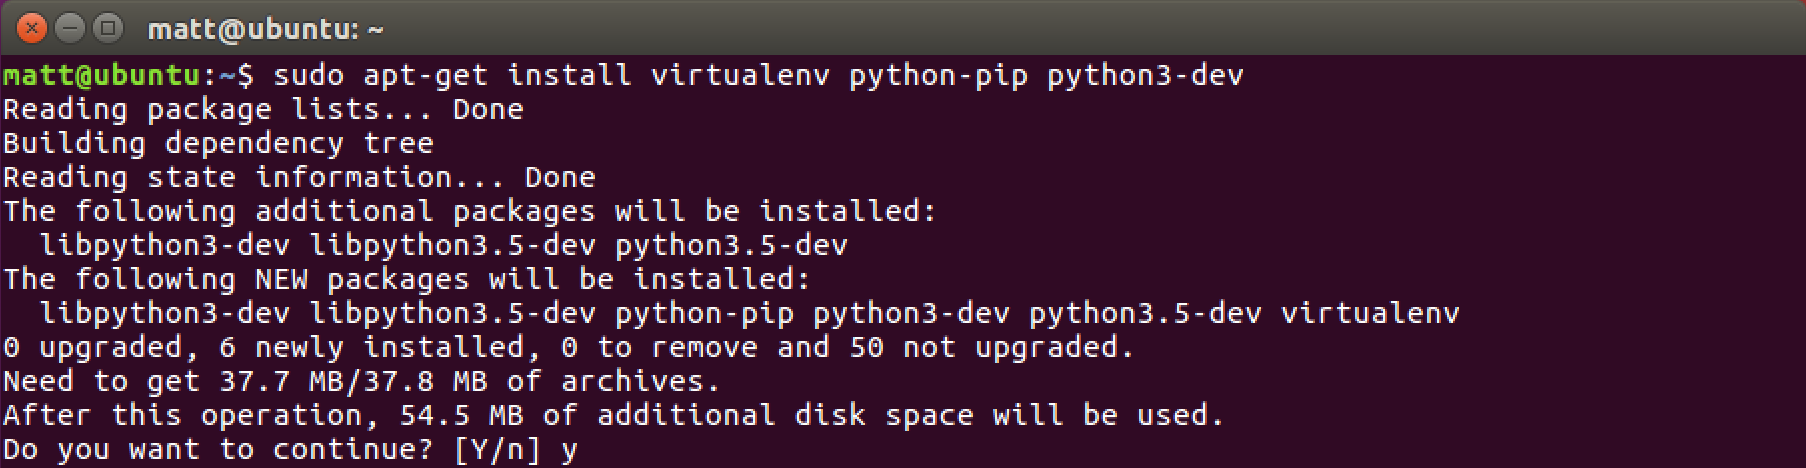 matt@ubuntu: ~
matt@ubuntu:~$ sudo apt-get install virtualenv python-pip python3-dev
Reading package lists... Done
Building dependency tree
Reading state information... Done
The following additional packages will be installed:
  libpython3-dev libpython3.5-dev python3.5-dev
The following NEW packages will be installed:
  libpython3-dev libpython3.5-dev python-pip python3-dev python3.5-dev virtualenv
0 upgraded, 6 newly installed, 0 to remove and 50 not upgraded.
Need to get 37.7 MB/37.8 MB of archives.
After this operation, 54.5 MB of additional disk space will be used.
Do you want to continue? [Y/n] y